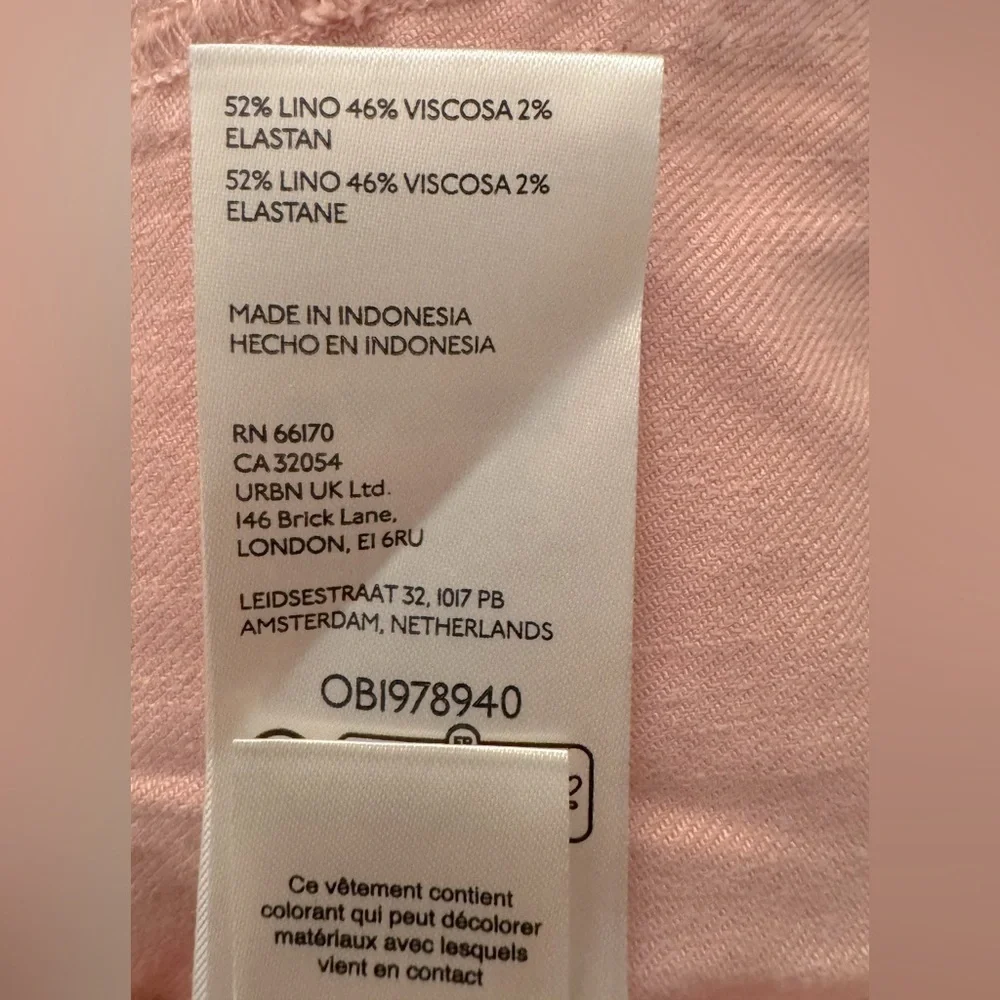 52% LINO 46% VISCOSA 2%
ELASTAN
52% LINO 46% VISCOSA 2%
ELASTANE
MADE IN INDONESIA
HECHO EN INDONESIA
RN 66170
CA 32054
URBN UK Ltd.
146 Brick Lane,
LONDON, E1 6RU
LEIDSESTRAAT 32, 1017 PB
AMSTERDAM, NETHERLANDS
OB1978940
FR
Ce vêtement contient
colorant qui peut décolorer
matériaux avec lesquels
vient en contact